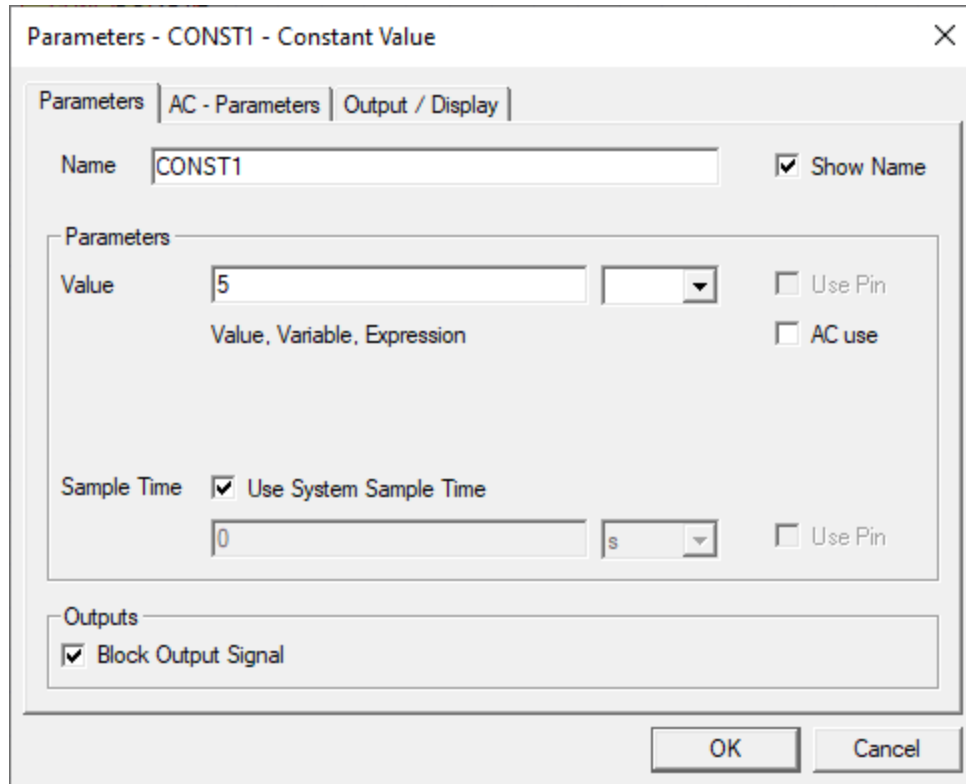 Parameters - CONST1 - Constant Value
Parameters AC - Parameters Output / Display
Name CONST1 Show Name
Parameters
Value 5 Use Pin
Value, Variable, Expression AC use
Sample Time Use System Sample Time
0 s Use Pin
Outputs
Block Output Signal
OK Cancel